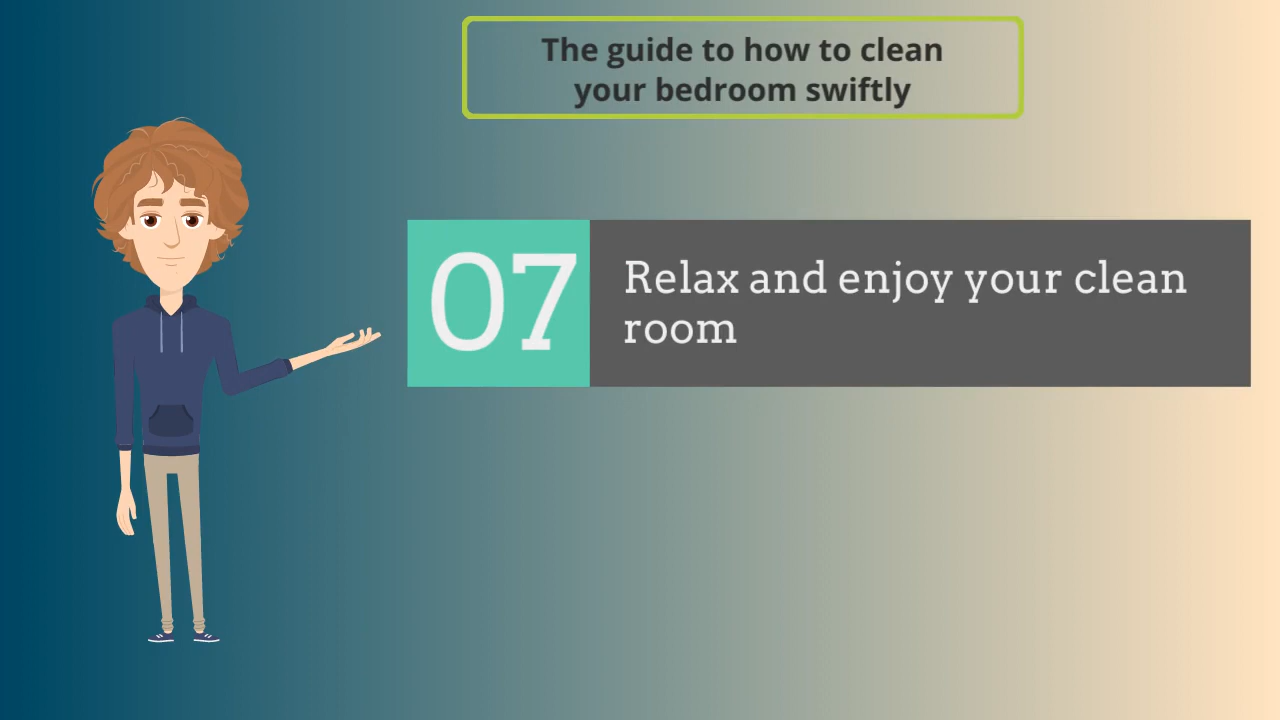 The guide to how to clean
your bedroom swiftly
07
Relax and enjoy your clean
room